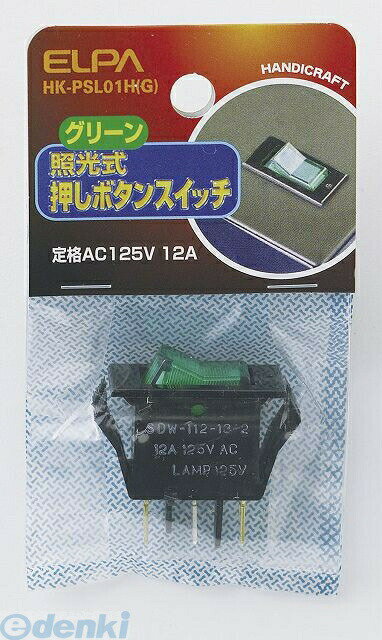 ELPA
HK-PSL01H(G)
HANDICRAFT
グリーン
照光式
押しボタンスイッチ
定格AC125V 12A
SDW-112-13-2
12A 125V AC
LAMP 125V
edenki